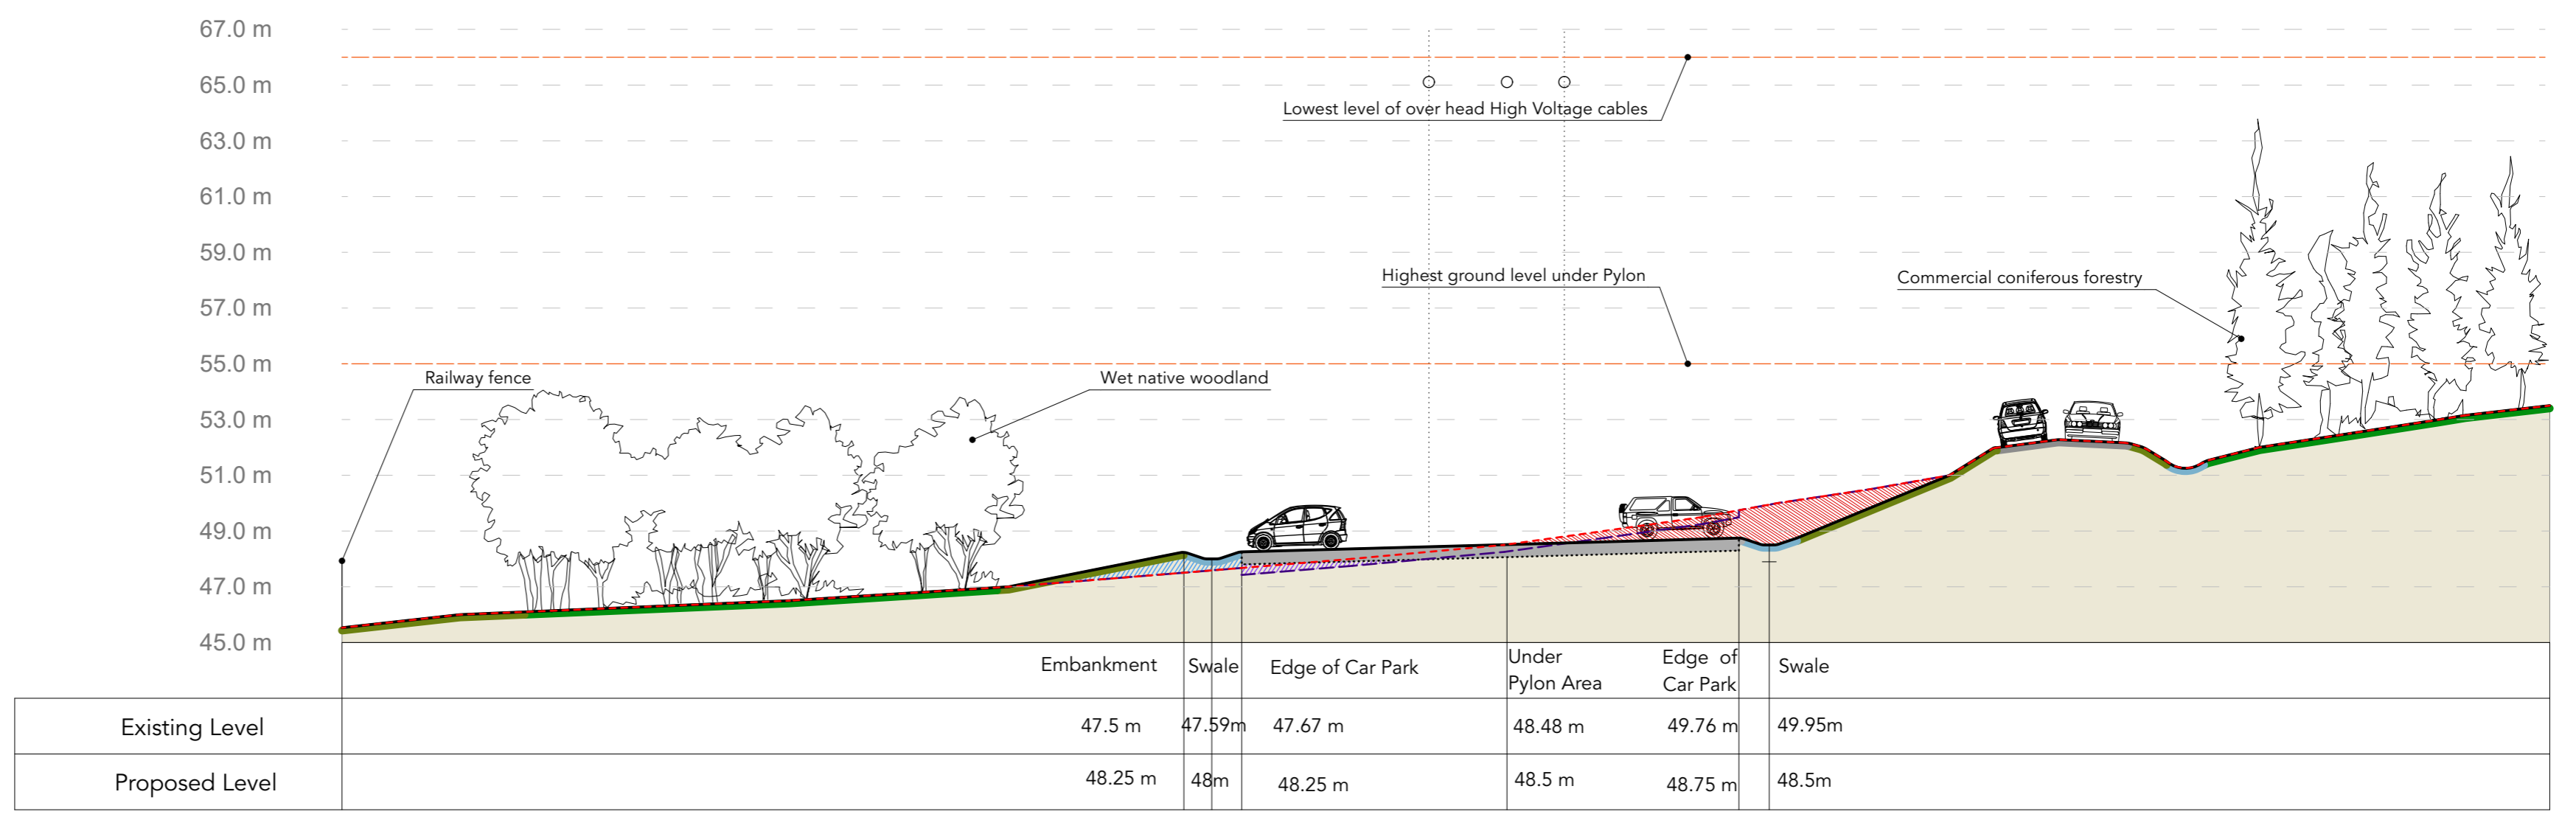 67.0 m
65.0 m
Lowest level of over head High Voltage cables
63.0 m
61.0 m
59.0 m
Highest ground level under Pylon
Commercial coniferous forestry
57.0 m
55.0 m
Railway fence
Wet native woodland
53.0 m
51.0 m
49.0 m
47.0 m
45.0 m
Embankment
Swale
Edge of Car Park
Under
Pylon Area
Edge of
Car Park
Swale
Existing Level
47.5 m
47.59m
47.67 m
48.48 m
49.76 m
49.95m
Proposed Level
48.25 m
48m
48.25 m
48.5 m
48.75 m
48.5m